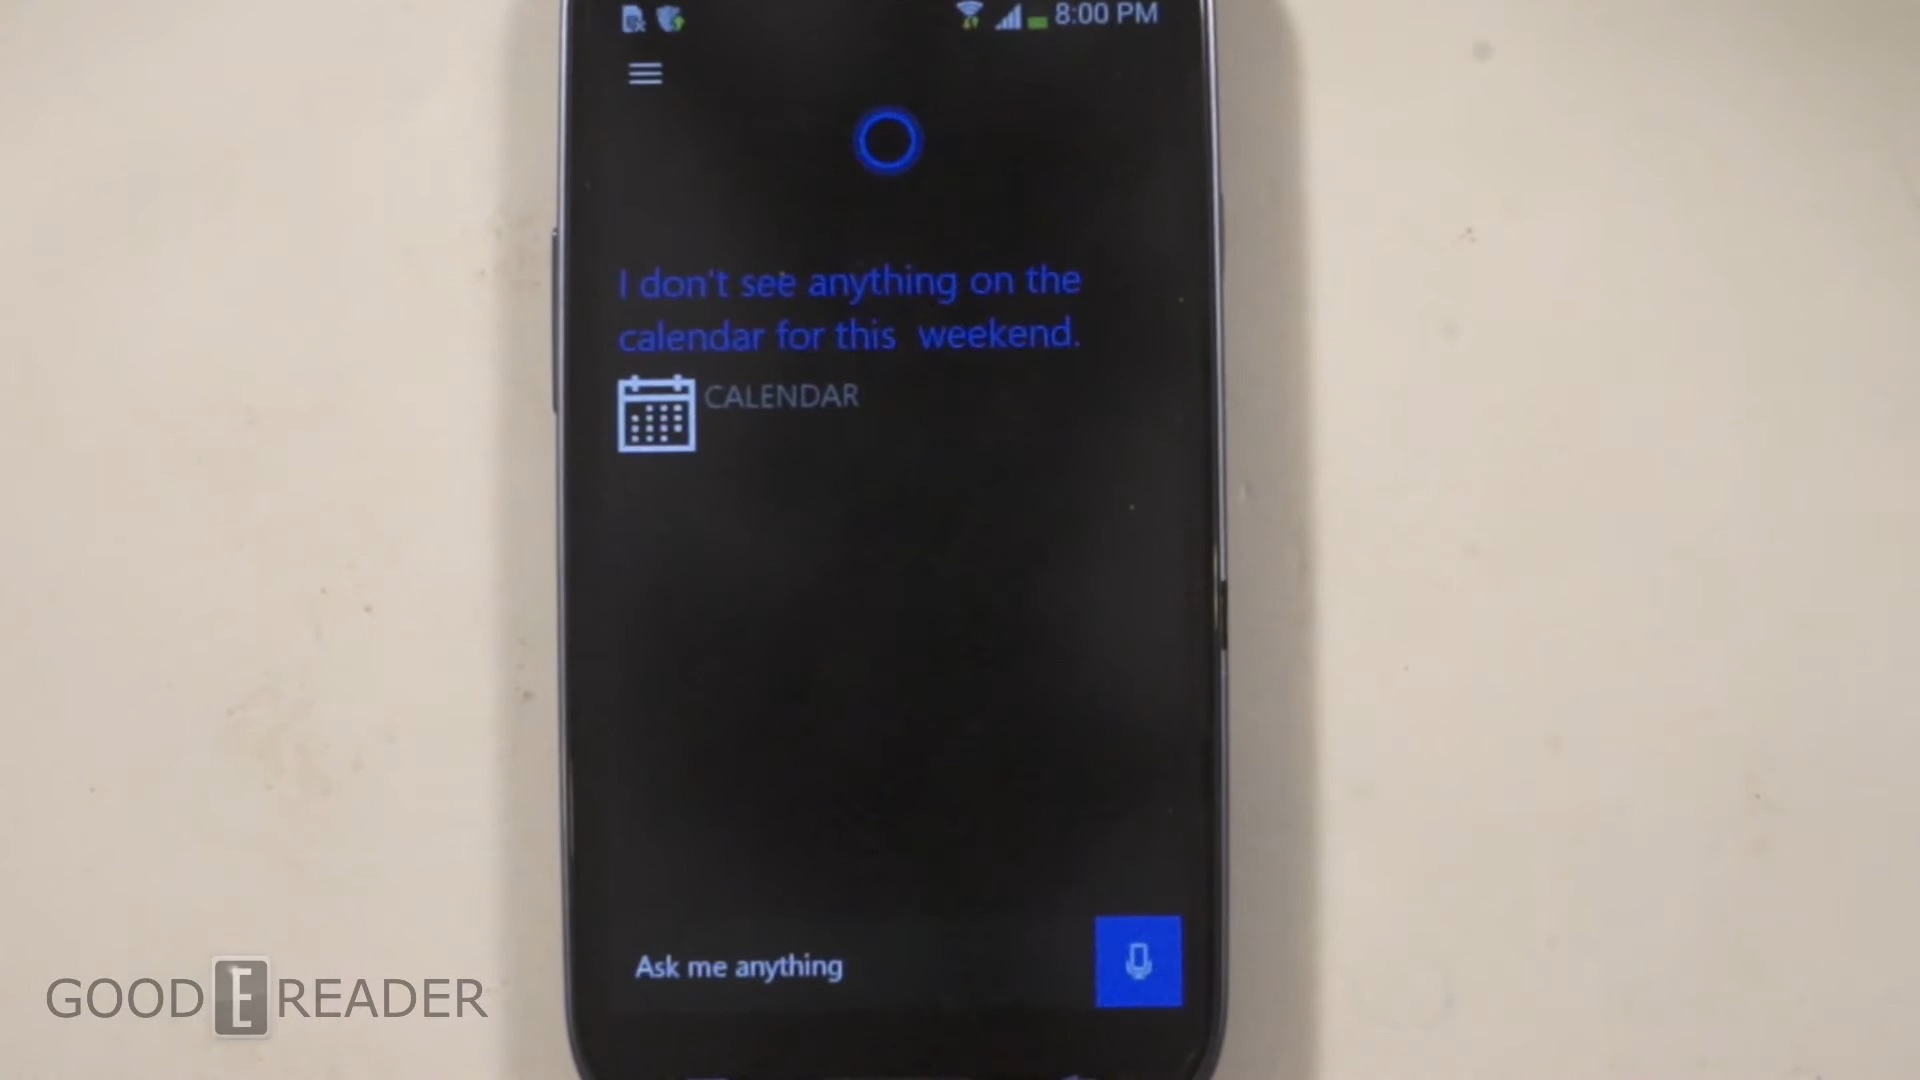 8:00 PM
I don't see anything on the
calendar for this weekend.
CALENDAR
Ask me anything
GOOD E READER